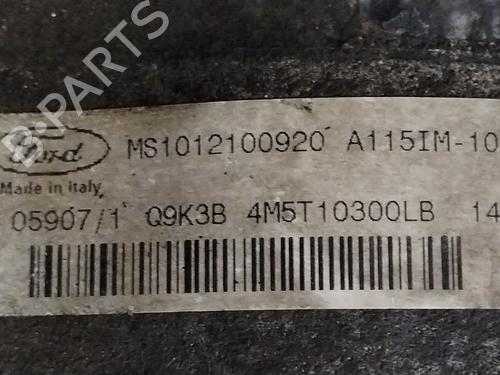 B-PARTS
Ford
MS1012100920 A115IM-10
Made in Italy
05907/1 Q9K3B 4M5T10300LB 14